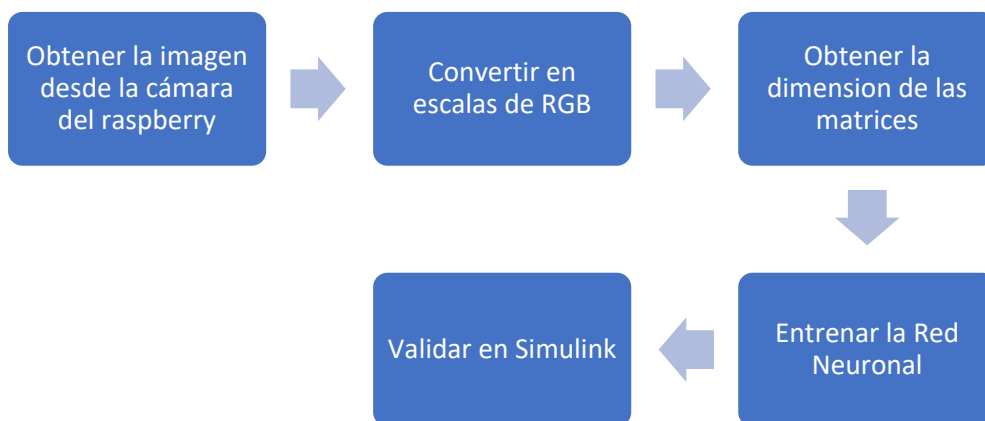 Obtener la imagen
desde la cámara
del raspberry
Convertir en
escalas de RGB
Obtener la
dimension de las
matrices
Entrenar la Red
Neuronal
Validar en Simulink